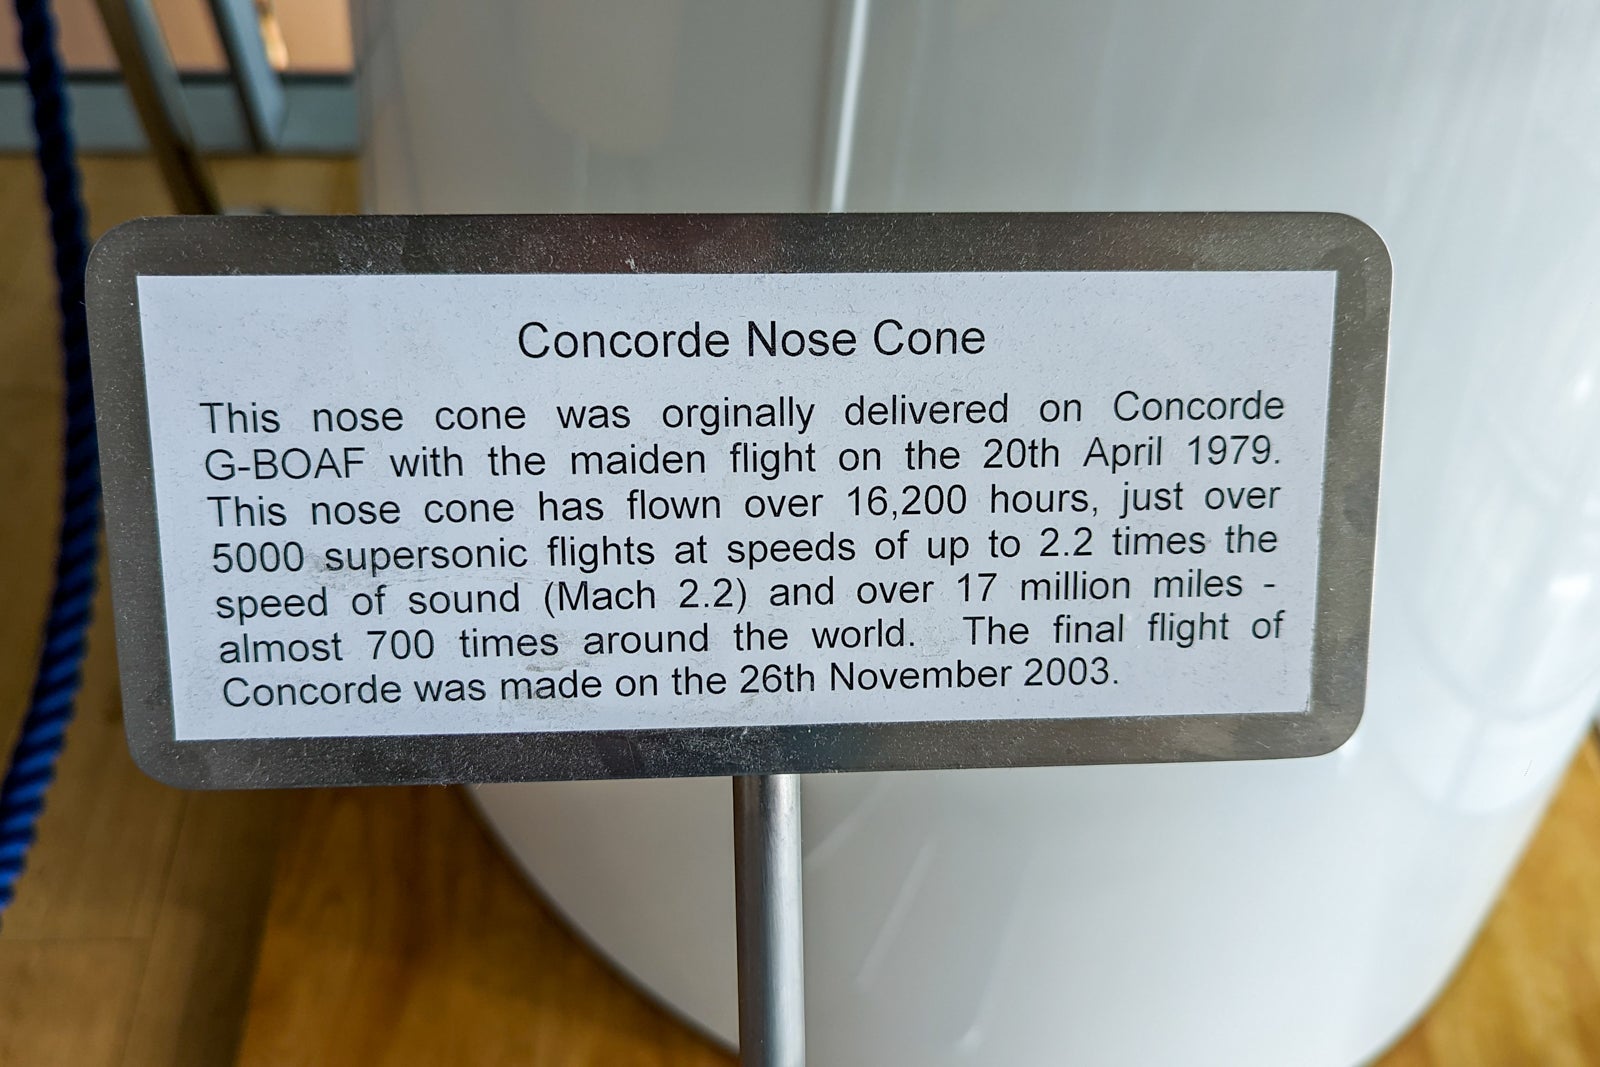 Concorde Nose Cone
This nose cone was orginally delivered on Concorde
G-BOAF with the maiden flight on the 20th April 1979.
This nose cone has flown over 16,200 hours, just over
5000 supersonic flights at speeds of up to 2.2 times the
speed of sound (Mach 2.2) and over 17 million miles -
almost 700 times around the world. The final flight of
Concorde was made on the 26th November 2003.